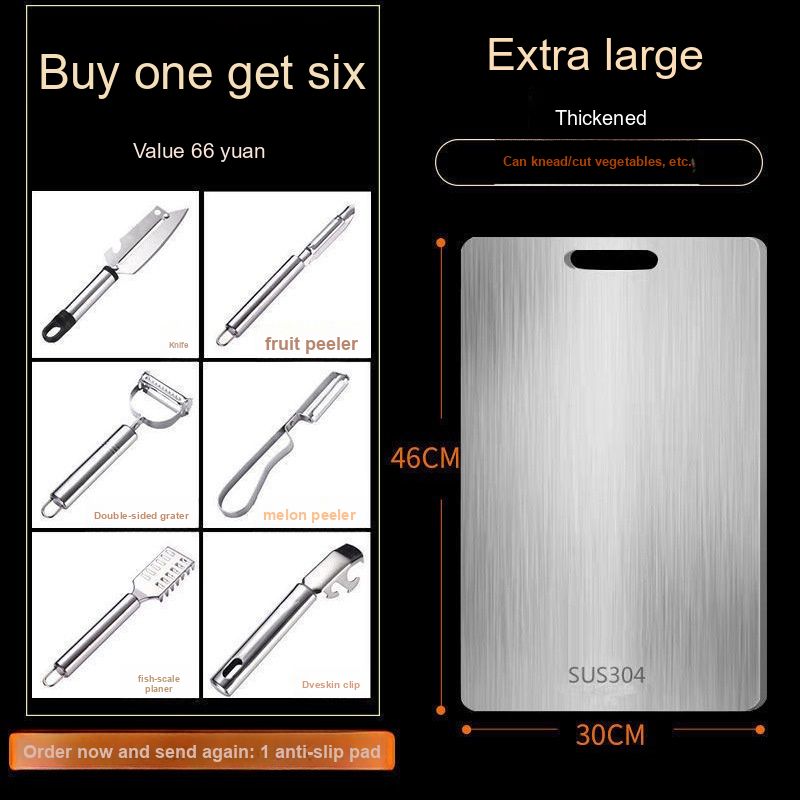 Buy one get six
Value 66 yuan
Knife
fruit peeler
Double-sided grater
melon peeler
fish-scale
planer
Dveskin clip
Order now and send again: 1 anti-slip pad
Extra large
Thickened
Can knead/cut vegetables, etc.
46CM
SUS304
30CM